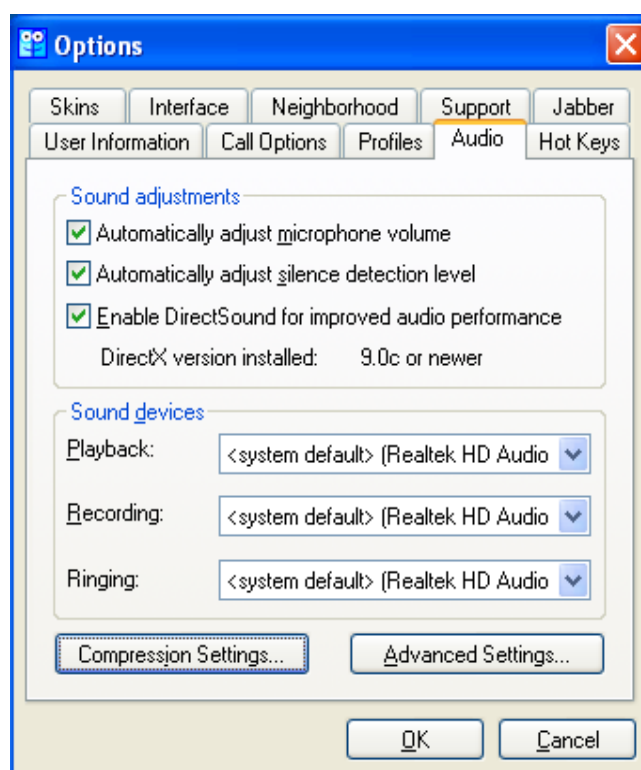 Options
Skins Interface Neighborhood Support Jabber
User Information Call Options Profiles Audio Hot Keys
Sound adjustments
Automatically adjust microphone volume
Automatically adjust silence detection level
Enable DirectSound for improved audio performance
DirectX version installed: 9.0c or newer
Sound devices
Playback: <system default> (Realtek HD Audio
Recording: <system default> (Realtek HD Audio
Ringing: <system default> (Realtek HD Audio
Compression Settings... Advanced Settings...
OK Cancel